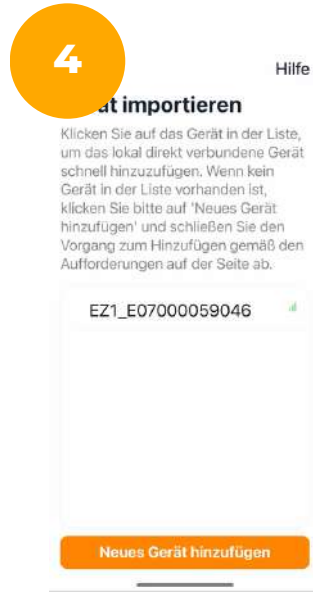 4
Hilfe
ät importieren
Klicken Sie auf das Gerät in der Liste,
um das lokal direkt verbundene Gerät
schnell hinzuzufügen. Wenn kein
Gerät in der Liste vorhanden ist,
klicken Sie bitte auf 'Neues Gerät
hinzufügen' und schließen Sie den
Vorgang zum Hinzufügen gemäß den
Aufforderungen auf der Seite ab.
EZ1_E07000059046
Neues Gerät hinzufügen